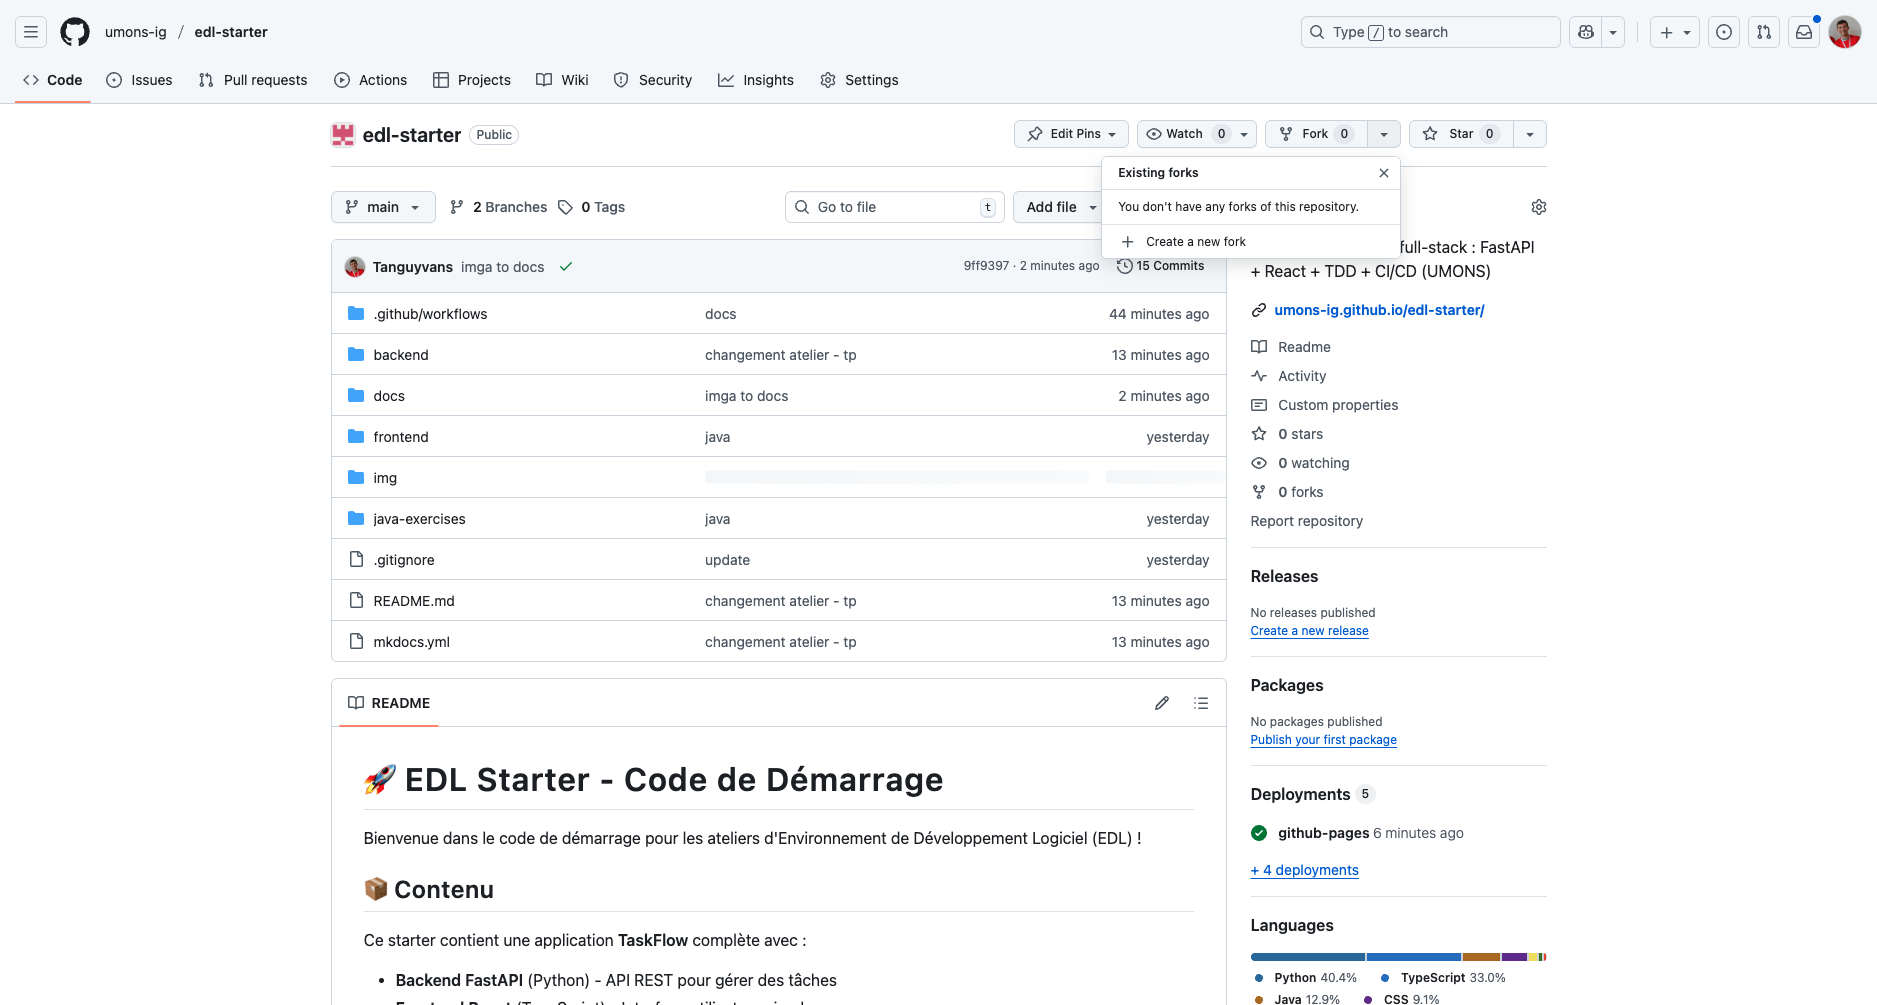 umons-ig / edl-starter
Type / to search
Code
Issues
Pull requests
Actions
Projects
Wiki
Security
Insights
Settings
edl-starter Public
Edit Pins
Watch 0
Fork 0
Star 0
Existing forks
You don't have any forks of this repository.
Create a new fork
main
2 Branches
0 Tags
Go to file t
Add file
Tanguyvans imga to docs
9ff9397 · 2 minutes ago
15 Commits
.github/workflows docs 44 minutes ago
backend changement atelier - tp 13 minutes ago
docs imga to docs 2 minutes ago
frontend java yesterday
img
java-exercises java yesterday
.gitignore update yesterday
README.md changement atelier - tp 13 minutes ago
mkdocs.yml changement atelier - tp 13 minutes ago
README
🚀 EDL Starter - Code de Démarrage
Bienvenue dans le code de démarrage pour les ateliers d'Environnement de Développement Logiciel (EDL) !
📦 Contenu
Ce starter contient une application TaskFlow complète avec :
• Backend FastAPI (Python) - API REST pour gérer des tâches
full-stack : FastAPI
+ React + TDD + CI/CD (UMONS)
umons-ig.github.io/edl-starter/
Readme
Activity
Custom properties
0 stars
0 watching
0 forks
Report repository
Releases
No releases published
Create a new release
Packages
No packages published
Publish your first package
Deployments 5
github-pages 6 minutes ago
+ 4 deployments
Languages
Python 40.4%
TypeScript 33.0%
Java 12.9%
CSS 9.1%